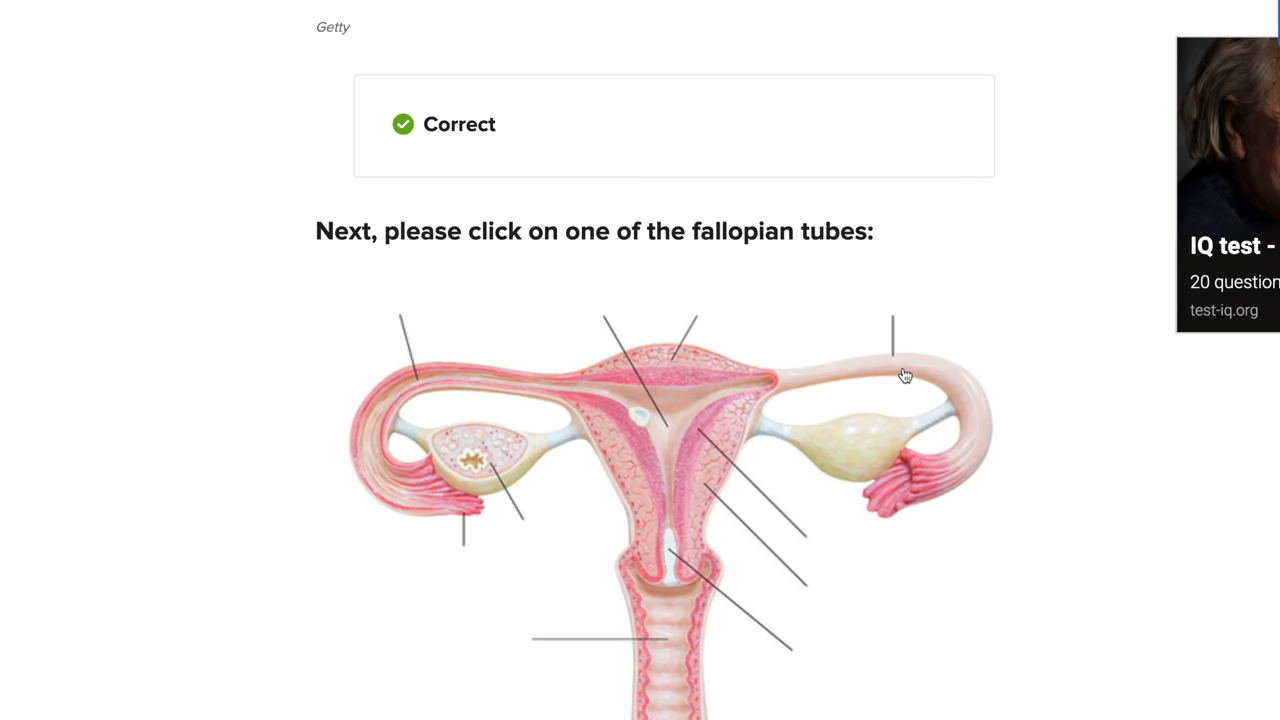 Getty
Correct
Next, please click on one of the fallopian tubes:
IQ test -
20 question
test-iq.org